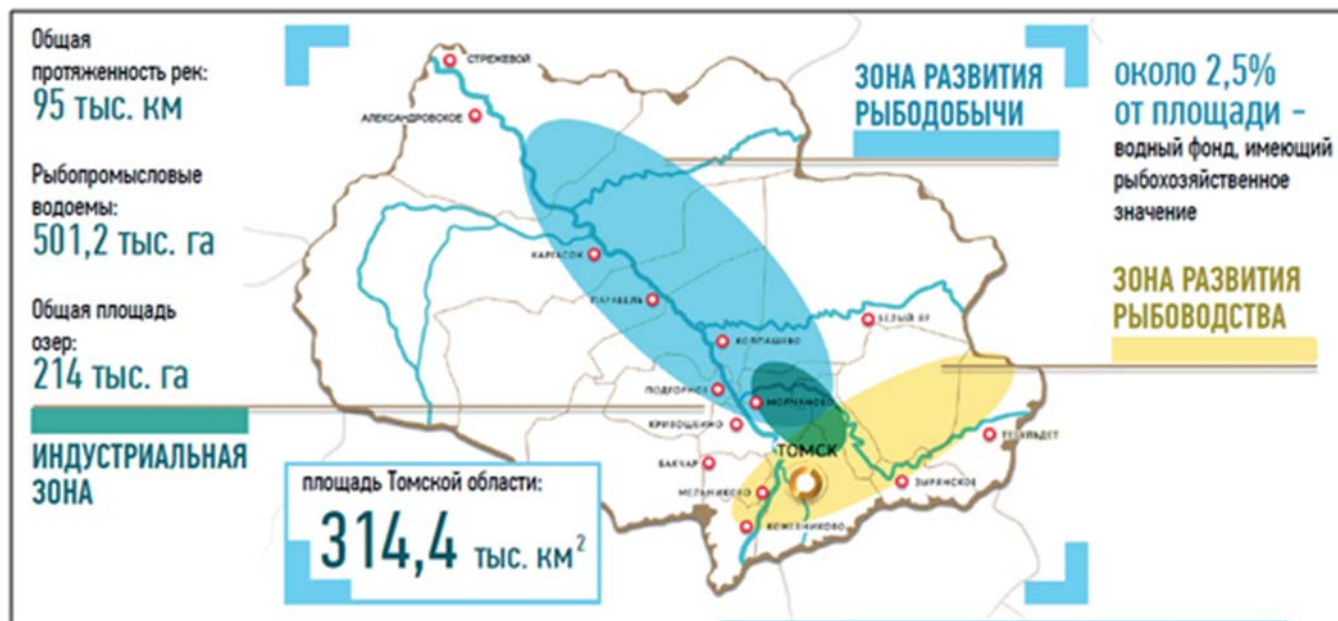 Общая
протяженность рек:
95 тыс. км
Рыбопромысловые
водоемы:
501,2 тыс. га
Общая площадь
озер:
214 тыс. га
ИНДУСТРИАЛЬНАЯ
ЗОНА
площадь Томской области:
314,4 тыс. км²
СТРЕЖЕВОЙ
АЛЕКСАНДРОВСКОЕ
КАРГАСОК
ПАРАБЕЛЬ
БЕЛЫЙ ЯР
КОЛПАШЕВО
ПОДГОРНОЕ
МОЛЧАНОВО
КРИВОШЕИНО
ТЕГУЛЬДЕТ
ТОМСК
БАКЧАР
ЗЫРЯНСКОЕ
МЕЛЬНИКОВО
КОЖЕВНИКОВО
ЗОНА РАЗВИТИЯ
РЫБОДОБЫЧИ
около 2,5%
от площади –
водный фонд, имеющий
рыбохозяйственное
значение
ЗОНА РАЗВИТИЯ
РЫБОВОДСТВА